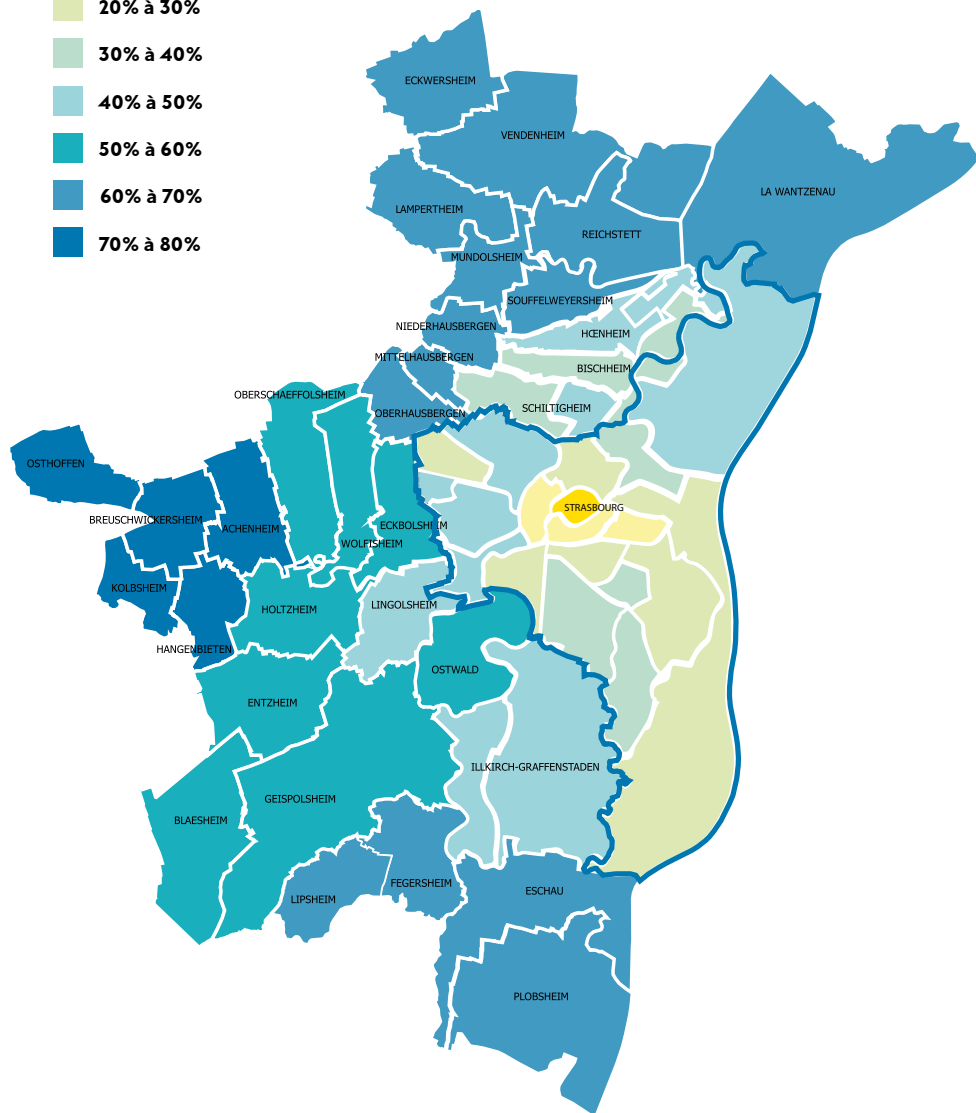 20% à 30%
30% à 40%
40% à 50%
50% à 60%
60% à 70%
70% à 80%
ECKWERSHEIM
VENDENHEIM
LA WANTZENAU
LAMPERTHEIM
REICHSTETT
MUNDOLSHEIM
SOUFFELWEYERSHEIM
NIEDERHAUSBERGEN
HŒNHEIM
MITTELHAUSBERGEN
BISCHHEIM
OBERSCHAEFFOLSHEIM
SCHILTIGHEIM
OBERHAUSBERGEN
OSTHOFFEN
STRASBOURG
BREUSCHWICKERSHEIM
ACHENHEIM
ECKBOLSHEIM
WOLFISHEIM
KOLBSHEIM
HOLTZHEIM
LINGOLSHEIM
HANGENBIETEN
OSTWALD
ENTZHEIM
ILLKIRCH-GRAFFENSTADEN
GEISPOLSHEIM
BLAESHEIM
FEGERSHEIM
ESCHAU
LIPSHEIM
PLOBSHEIM